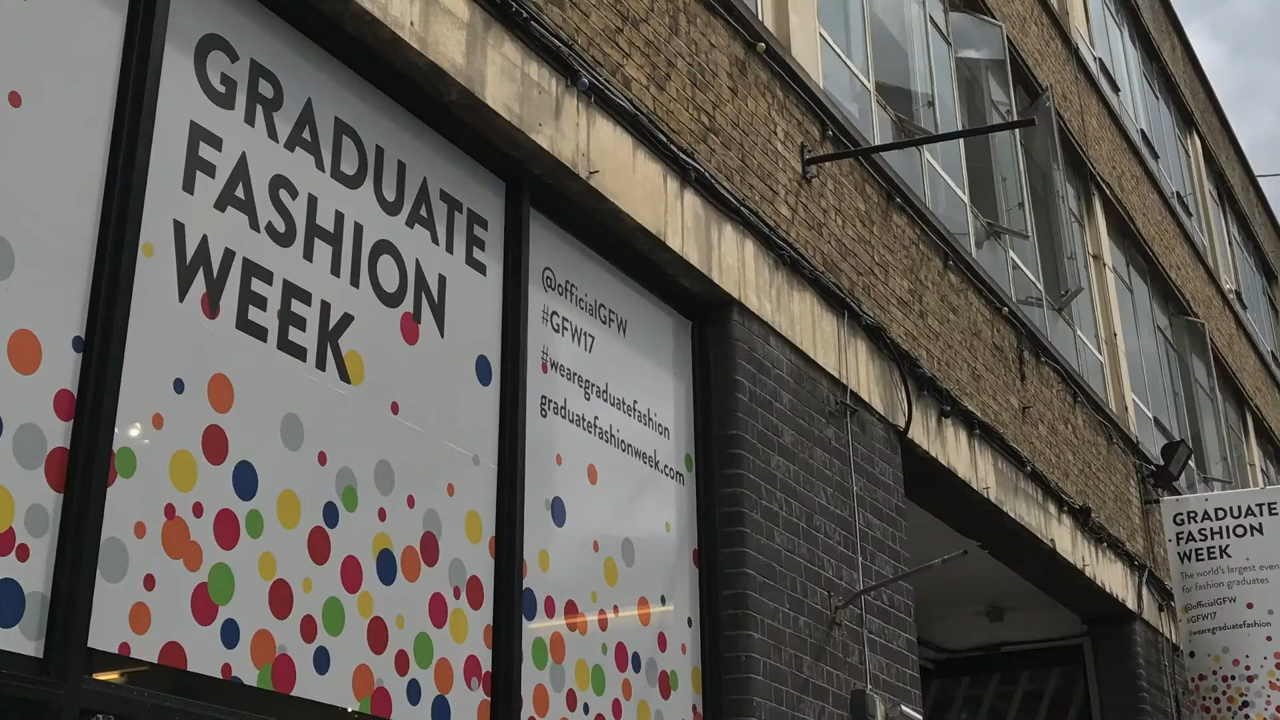 GRADUATE
FASHION
WEEK
@officialGFW
#GFW17
#wearegraduatefashion
graduatefashionweek.com
GRADUATE
FASHION
WEEK
The world's largest even
for fashion graduates
@officialGFW
#GFW17
#wearegraduatefashion